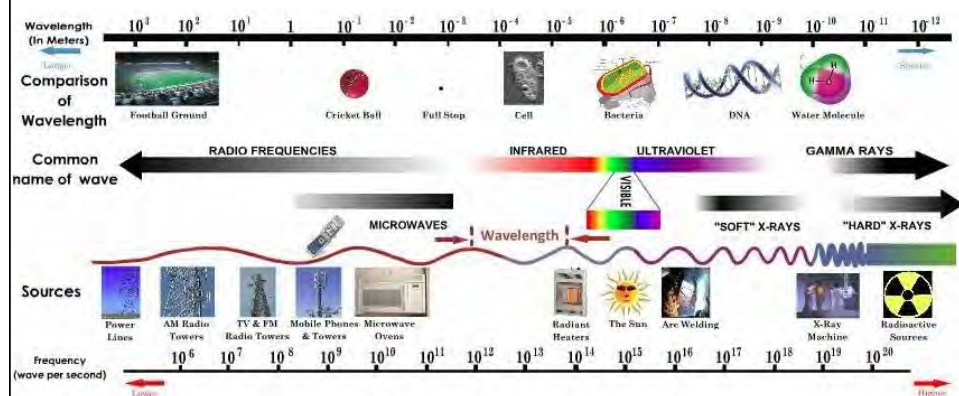 Wavelength
(In Meters)
10³ 10² 10¹ 1 10⁻¹ 10⁻² 10⁻³ 10⁻⁴ 10⁻⁵ 10⁻⁶ 10⁻⁷ 10⁻⁸ 10⁻⁹ 10⁻¹⁰ 10⁻¹¹ 10⁻¹²
Longer
Shorter
Comparison
of
Wavelength
Football Ground
Cricket Ball
Full Stop
Cell
Bacteria
DNA
H
H
O
Water Molecule
Common
name of wave
RADIO FREQUENCIES
INFRARED
ULTRAVIOLET
GAMMA RAYS
VISIBLE
MICROWAVES
"SOFT" X-RAYS
"HARD" X-RAYS
Wavelength
Sources
Power
Lines
AM Radio
Towers
TV & FM
Radio Towers
Mobile Phones
& Towers
Microwave
Ovens
Radiant
Heaters
The Sun
Arc Welding
X-Ray
Machine
Radioactive
Sources
Frequency
(wave per second)
10⁶ 10⁷ 10⁸ 10⁹ 10¹⁰ 10¹¹ 10¹² 10¹³ 10¹⁴ 10¹⁵ 10¹⁶ 10¹⁷ 10¹⁸ 10¹⁹ 10²⁰
Lower
Higher